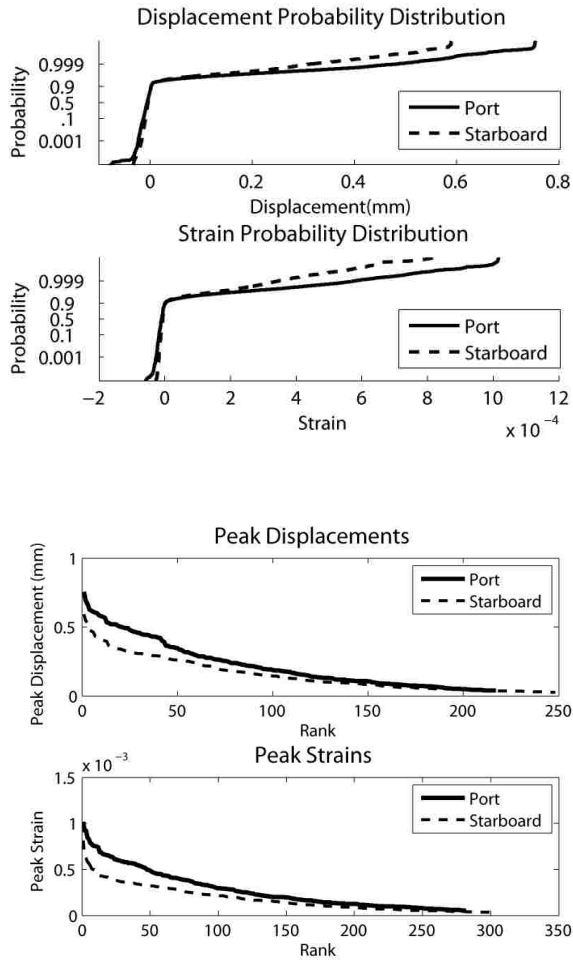 Displacement Probability Distribution
Probability
0.999
0.9
0.5
.1
0.001
Port
Starboard
0 0.2 0.4 0.6 0.8
Displacement(mm)
Strain Probability Distribution
Probability
0.999
0.9
0.5
0.1
0.001
Port
Starboard
−2 0 2 4 6 8 10 12
Strain
x 10 −4
Peak Displacements
Peak Displacement (mm)
1
0.5
0
Port
Starboard
0 50 100 150 200 250
Rank
Peak Strains
x 10 −3
Peak Strain
1.5
1
0.5
0
Port
Starboard
0 50 100 150 200 250 300 350
Rank